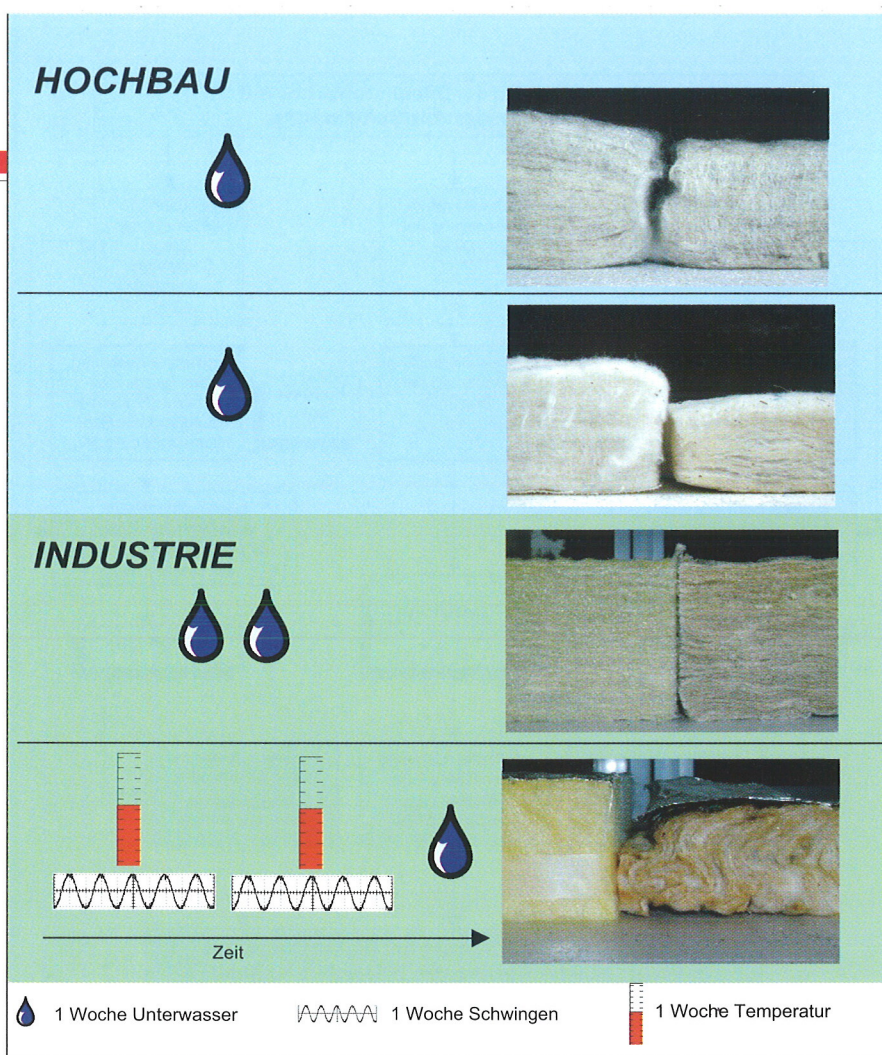 HOCHBAU
INDUSTRIE
Zeit
1 Woche Unterwasser
1 Woche Schwingen
1 Woche Temperatur